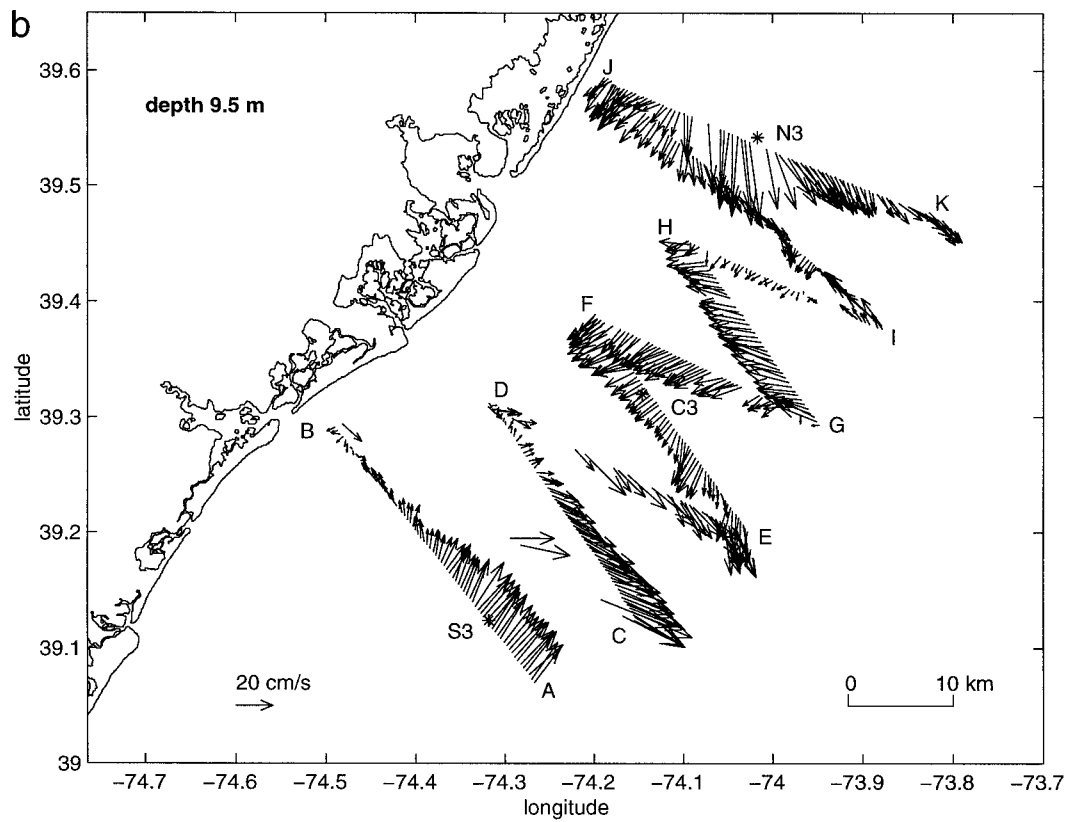 b
depth 9.5 m
39.6
39.5
39.4
39.3
39.2
39.1
39
latitude
J
N3
K
H
I
F
C3
G
D
B
E
S3
C
A
20 cm/s
0 10 km
−74.7 −74.6 −74.5 −74.4 −74.3 −74.2 −74.1 −74 −73.9 −73.8 −73.7
longitude